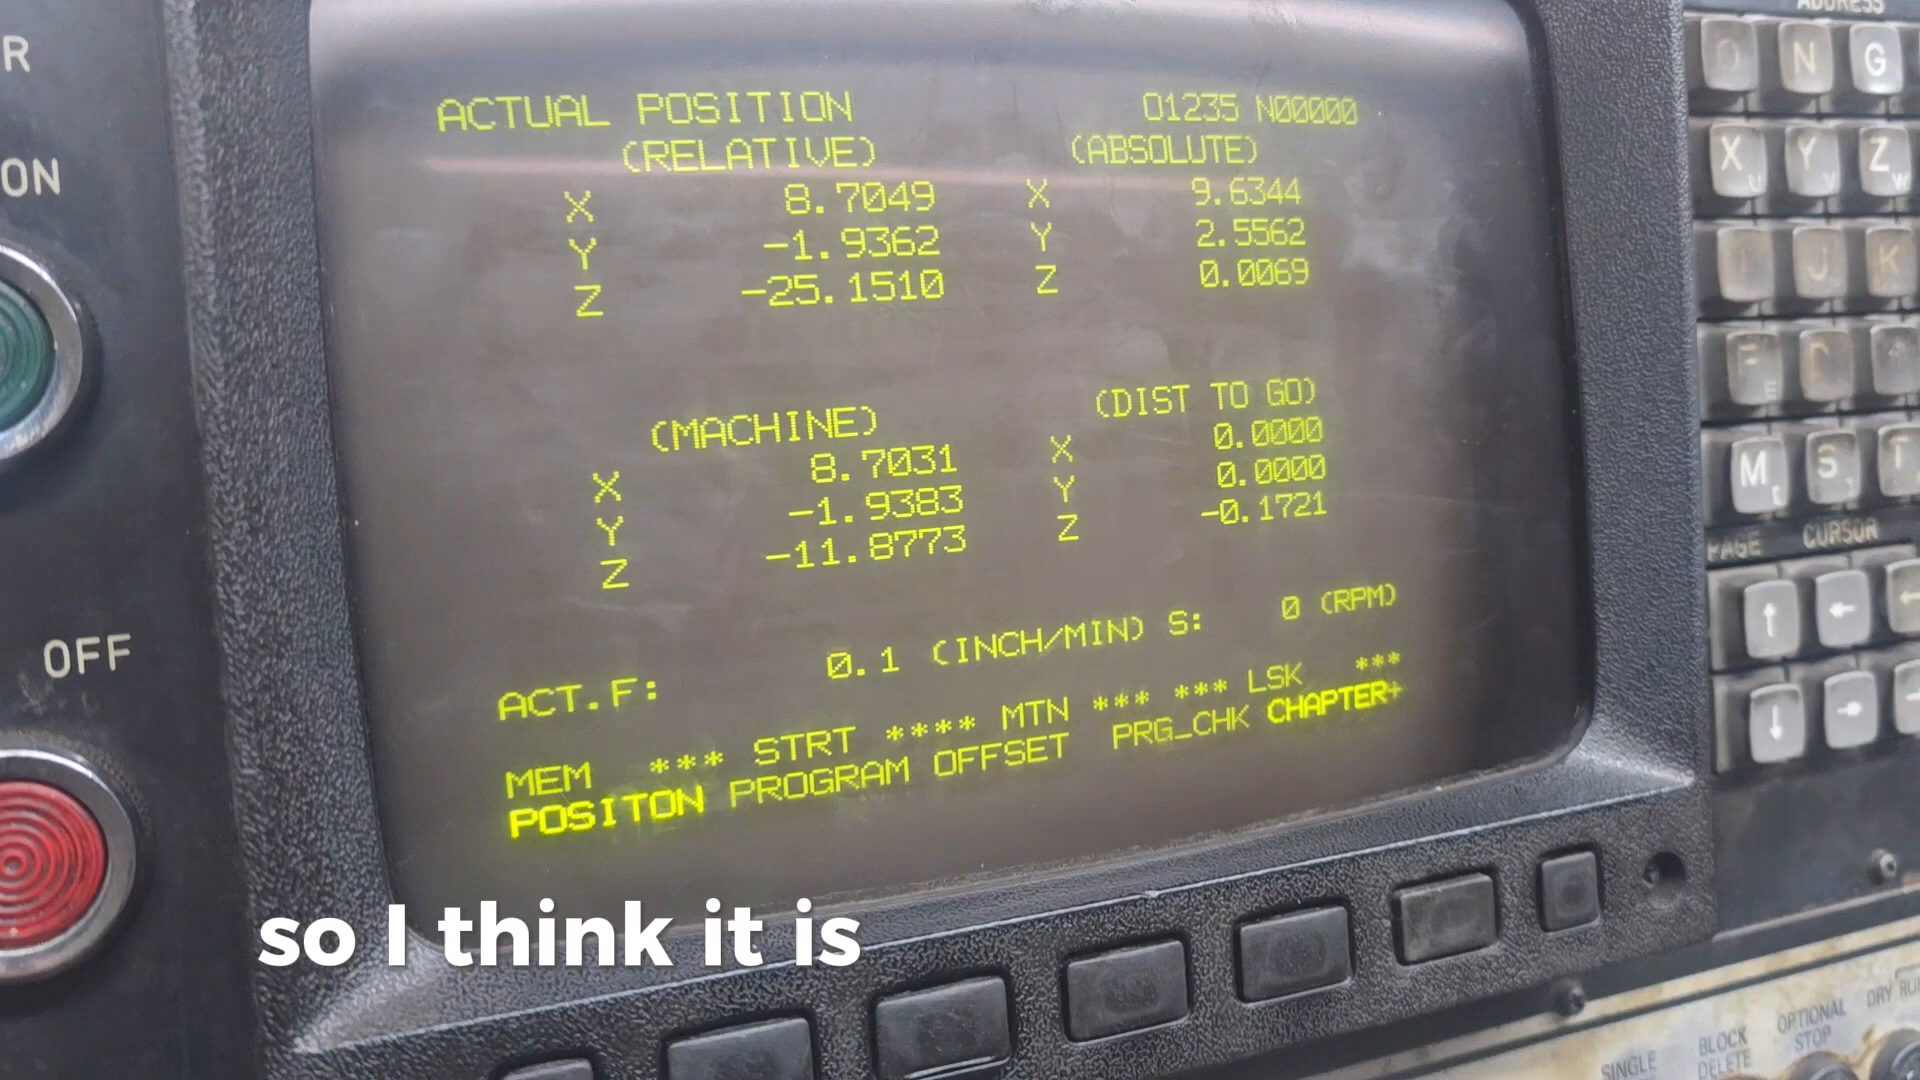 ACTUAL POSITION O1235 N00000
(RELATIVE) (ABSOLUTE)
X 8.7049 X 9.6344
Y -1.9362 Y 2.5562
Z -25.1510 Z 0.0069
(MACHINE) (DIST TO GO)
X 8.7031 X 0.0000
Y -1.9383 Y 0.0000
Z -11.8773 Z -0.1721
ACT.F: 0.1 (INCH/MIN) S: 0 (RPM)
MEM *** STRT **** MTN *** *** LSK ***
POSITON PROGRAM OFFSET PRG_CHK CHAPTER+
so I think it is
R
ON
OFF
ADDRESS
O N G
X U Y V Z W
J K
F E D
M S T
PAGE CURSOR
↑ ← ←
↓ →
SINGLE
BLOCK DELETE
OPTIONAL STOP
DRY RU